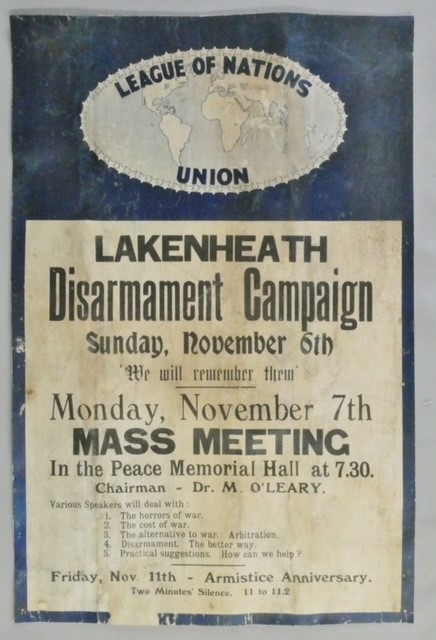 LEAGUE OF NATIONS
UNION
LAKENHEATH
Disarmament Campaign
Sunday, November 6th
'We will remember them'
Monday, November 7th
MASS MEETING
In the Peace Memorial Hall at 7.30.
Chairman - Dr. M. O'LEARY.
Various Speakers will deal with :
1. The horrors of war.
2. The cost of war.
3. The alternative to war. Arbitration.
4. Disarmament. The better way.
5. Practical suggestions. How can we help ?
Friday, Nov. 11th - Armistice Anniversary.
Two Minutes' Silence. 11 to 11.2